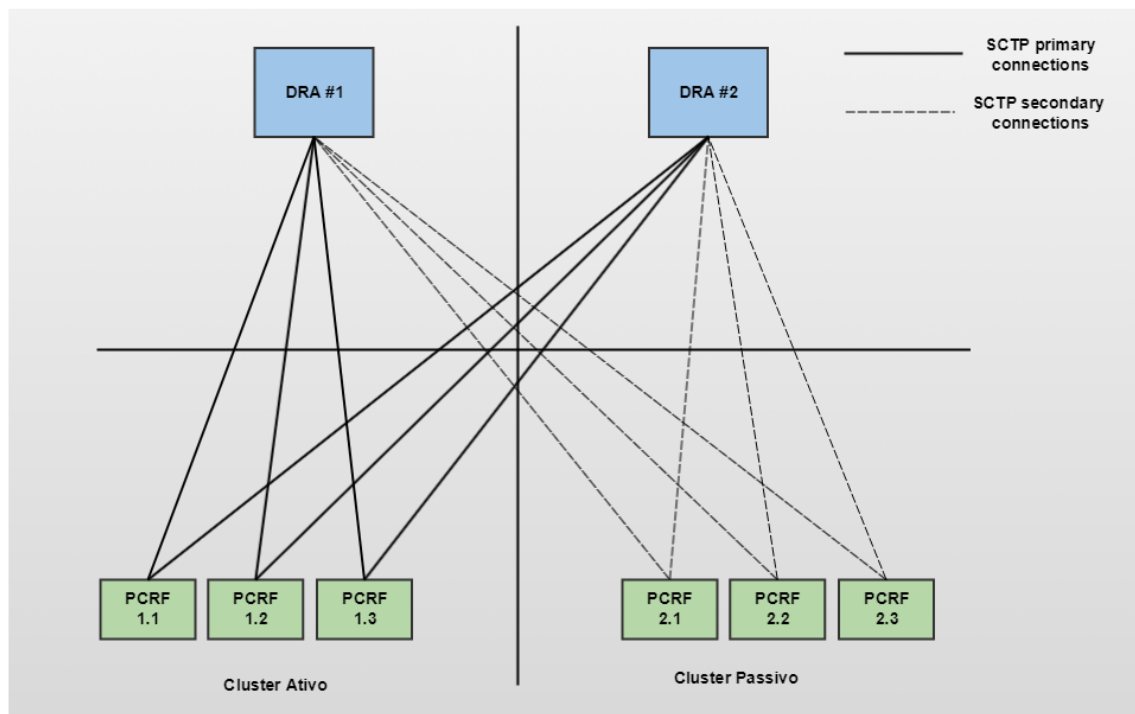 DRA #1
DRA #2
SCTP primary
connections
SCTP secondary
connections
PCRF
1.1
PCRF
1.2
PCRF
1.3
PCRF
2.1
PCRF
2.2
PCRF
2.3
Cluster Ativo
Cluster Passivo